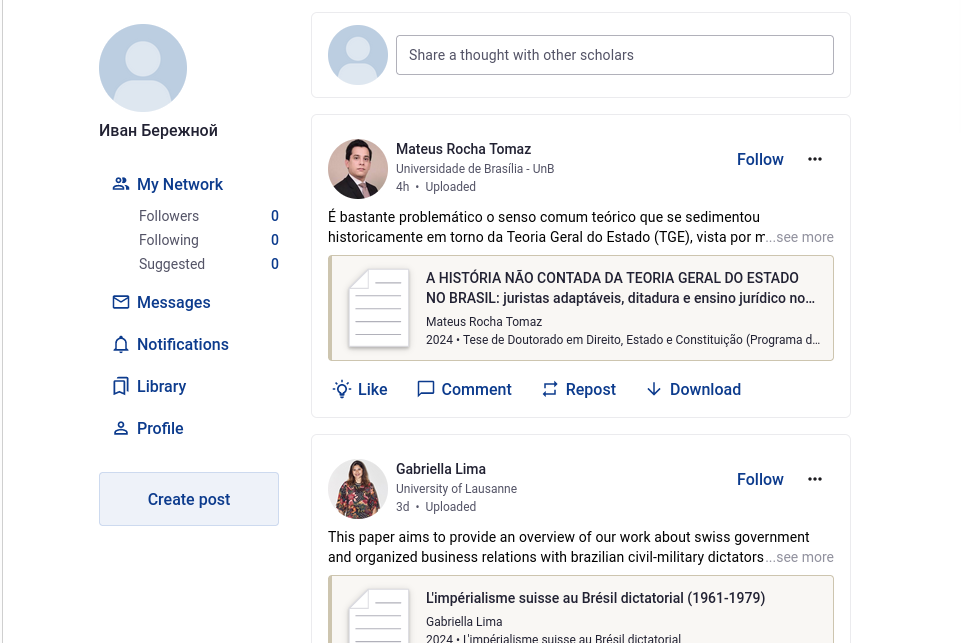 Иван Бережной
My Network
Followers 0
Following 0
Suggested 0
Messages
Notifications
Library
Profile
Create post
Share a thought with other scholars
Mateus Rocha Tomaz
Universidade de Brasília - UnB
4h • Uploaded
Follow
É bastante problemático o senso comum teórico que se sedimentou
historicamente em torno da Teoria Geral do Estado (TGE), vista por m...see more
A HISTÓRIA NÃO CONTADA DA TEORIA GERAL DO ESTADO
NO BRASIL: juristas adaptáveis, ditadura e ensino jurídico no…
Mateus Rocha Tomaz
2024 • Tese de Doutorado em Direito, Estado e Constituição (Programa d…
Like Comment Repost Download
Gabriella Lima
University of Lausanne
3d • Uploaded
Follow
This paper aims to provide an overview of our work about swiss government
and organized business relations with brazilian civil-military dictators...see more
L'impérialisme suisse au Brésil dictatorial (1961-1979)
Gabriella Lima
2024 • L'impérialisme suisse au Brésil dictatorial